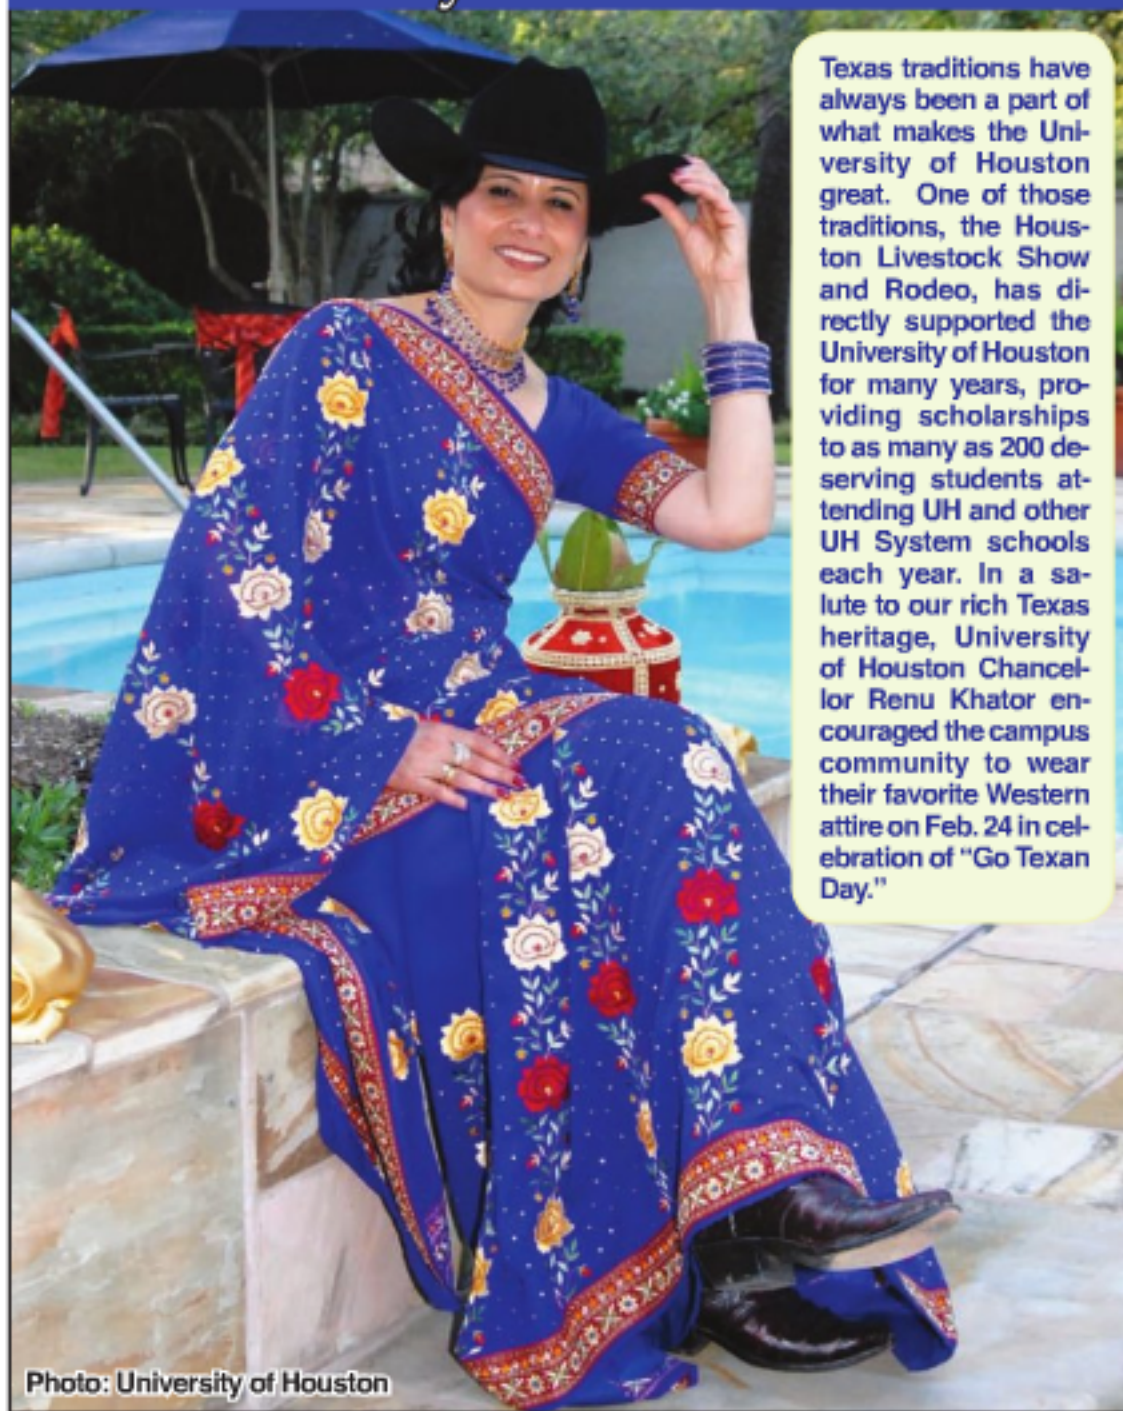 Texas traditions have
always been a part of
what makes the Uni-
versity of Houston
great. One of those
traditions, the Hous-
ton Livestock Show
and Rodeo, has di-
rectly supported the
University of Houston
for many years, pro-
viding scholarships
to as many as 200 de-
serving students at-
tending UH and other
UH System schools
each year. In a sa-
lute to our rich Texas
heritage, University
of Houston Chancel-
lor Renu Khator en-
couraged the campus
community to wear
their favorite Western
attire on Feb. 24 in cel-
ebration of “Go Texan
Day.”
Photo: University of Houston